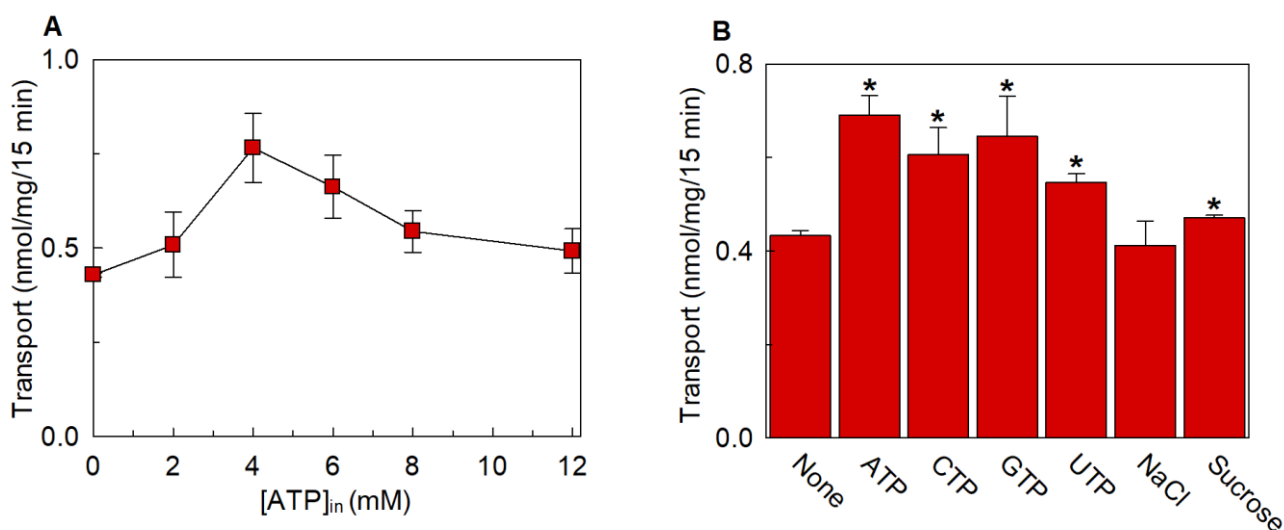 A
Transport (nmol/mg/15 min)
1.0
0.5
0.0
0 2 4 6 8 10 12
[ATP]in (mM)
B
Transport (nmol/mg/15 min)
0.8
0.4
0.0
* * * * *
None ATP CTP GTP UTP NaCl Sucrose